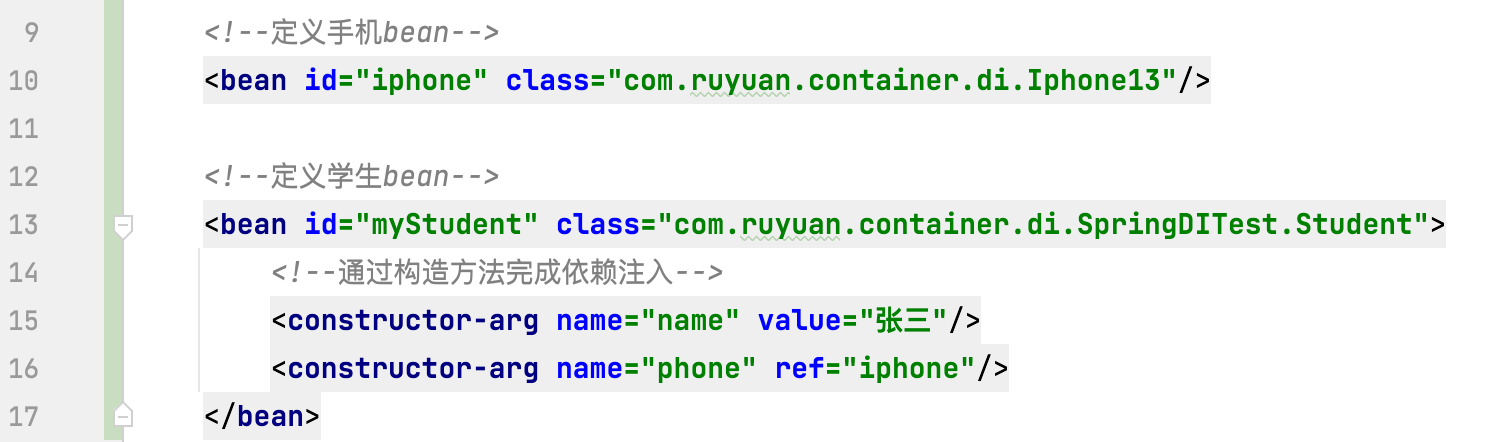 9 <!--定义手机bean-->
10 <bean id="iphone" class="com.ruyuan.container.di.Iphone13"/>
11
12 <!--定义学生bean-->
13 <bean id="myStudent" class="com.ruyuan.container.di.SpringDITest.Student">
14 <!--通过构造方法完成依赖注入-->
15 <constructor-arg name="name" value="张三"/>
16 <constructor-arg name="phone" ref="iphone"/>
17 </bean>